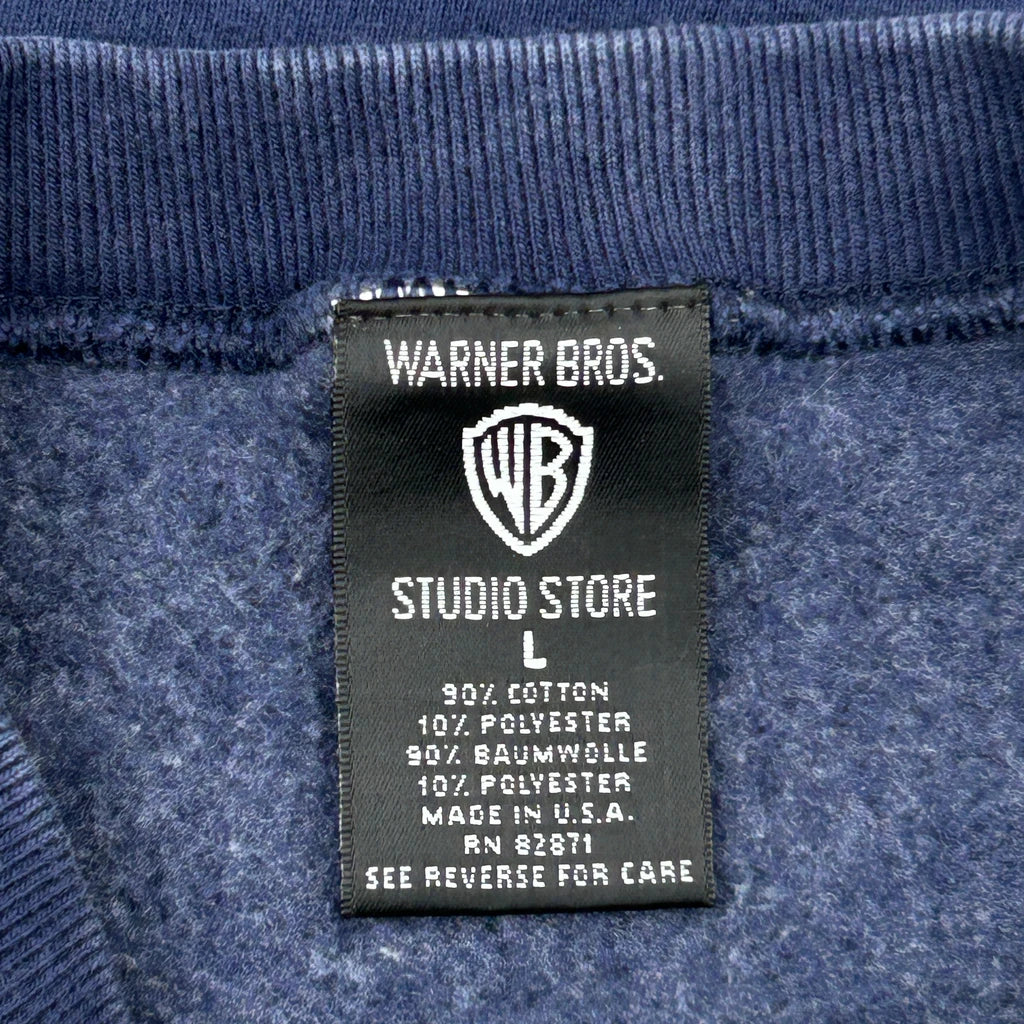 WARNER BROS.
WB
STUDIO STORE
L
90% COTTON
10% POLYESTER
90% BAUMWOLLE
10% POLYESTER
MADE IN U.S.A.
RN 82871
SEE REVERSE FOR CARE